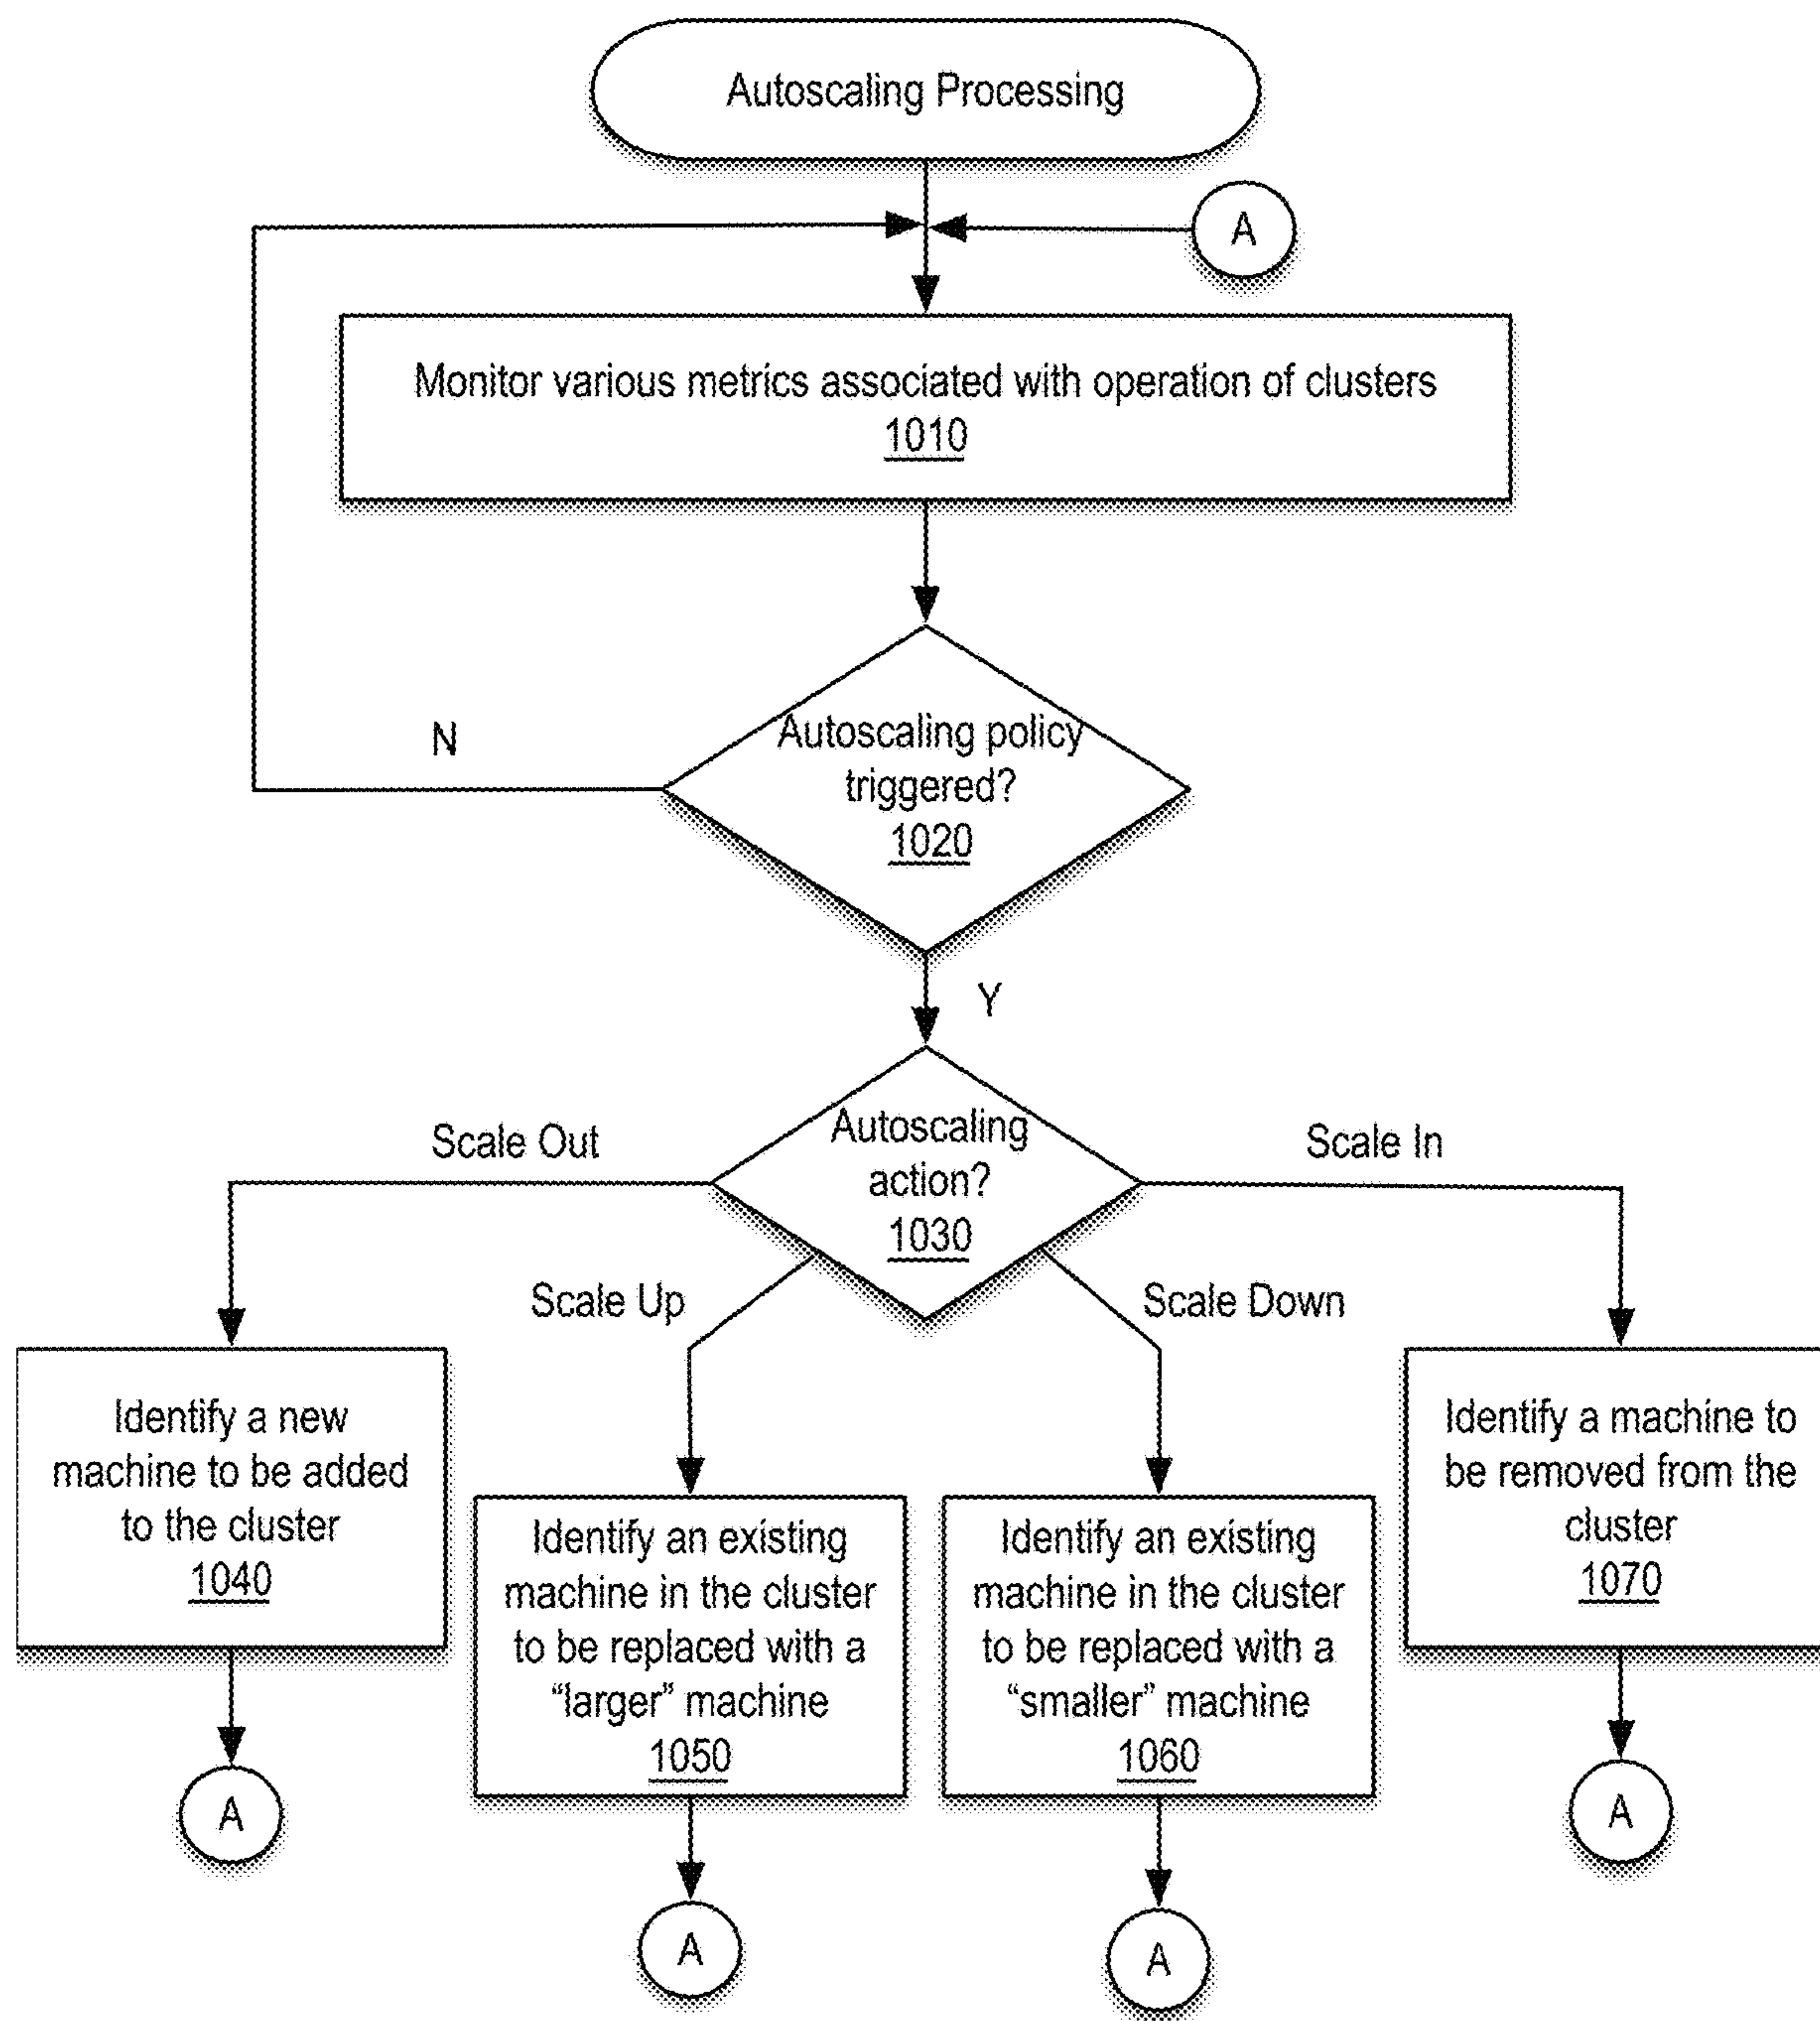 Autoscaling Processing
A
Monitor various metrics associated with operation of clusters
1010
N
Autoscaling policy
triggered?
1020
Y
Autoscaling
action?
1030
Scale Out
Scale In
Scale Up
Scale Down
Identify a new
machine to be added
to the cluster
1040
Identify an existing
machine in the cluster
to be replaced with a
“larger” machine
1050
Identify an existing
machine in the cluster
to be replaced with a
“smaller” machine
1060
Identify a machine to
be removed from the
cluster
1070
A
A
A
A